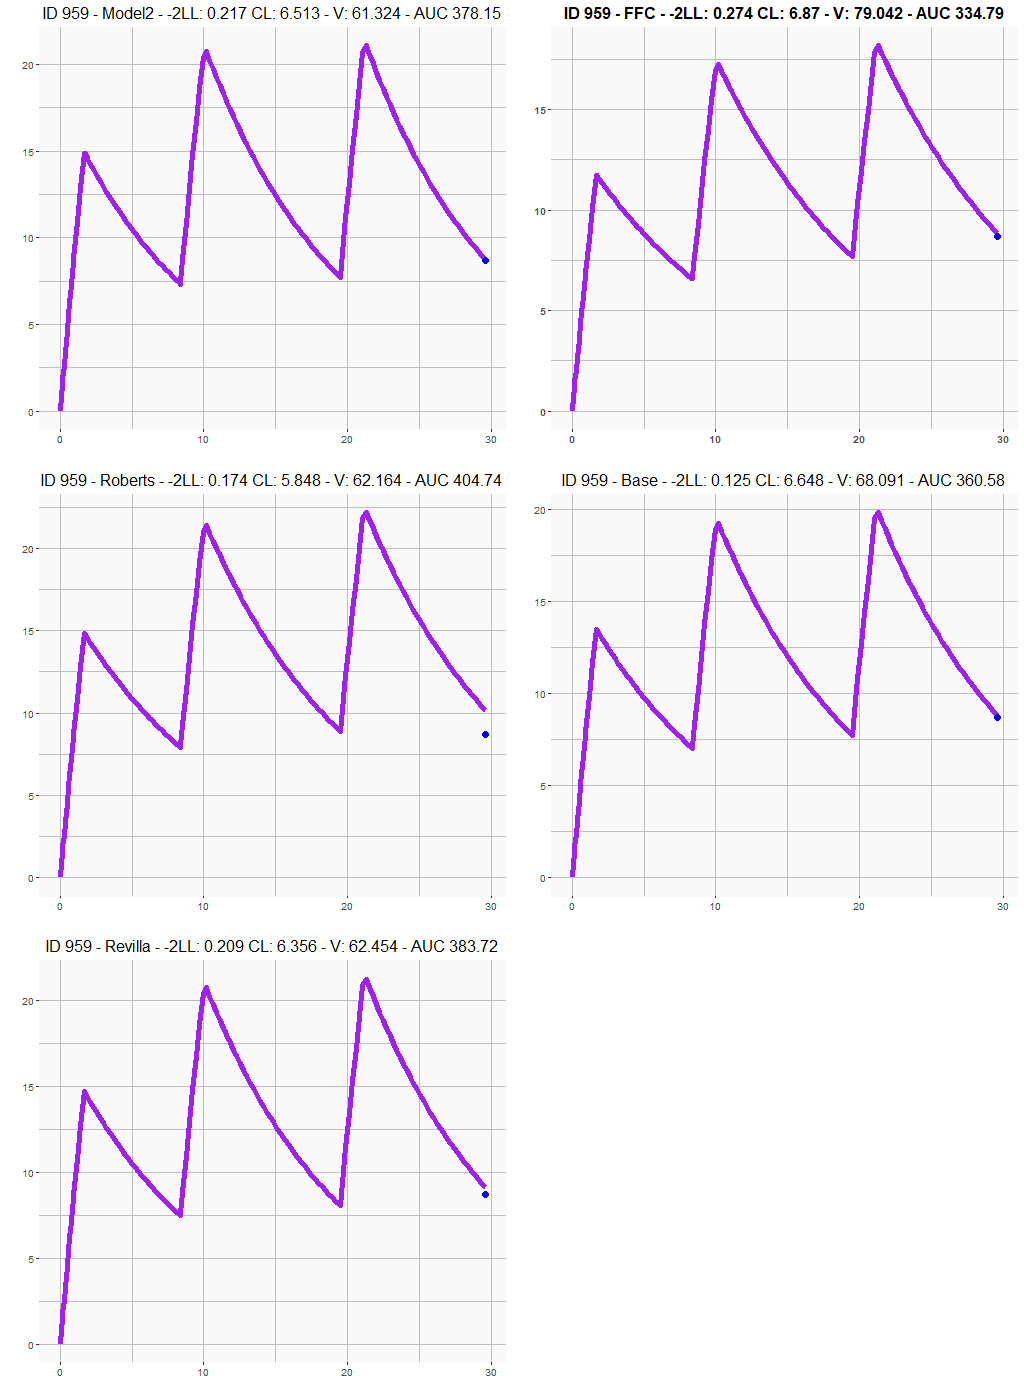 ID 959 - Model2 - -2LL: 0.217 CL: 6.513 - V: 61.324 - AUC 378.15
20
15
10
5
0
0 10 20 30
ID 959 - FFC - -2LL: 0.274 CL: 6.87 - V: 79.042 - AUC 334.79
15
10
5
0
0 10 20 30
ID 959 - Roberts - -2LL: 0.174 CL: 5.848 - V: 62.164 - AUC 404.74
20
15
10
5
0
0 10 20 30
ID 959 - Base - -2LL: 0.125 CL: 6.648 - V: 68.091 - AUC 360.58
20
15
10
5
0
0 10 20 30
ID 959 - Revilla - -2LL: 0.209 CL: 6.356 - V: 62.454 - AUC 383.72
20
15
10
5
0
0 10 20 30